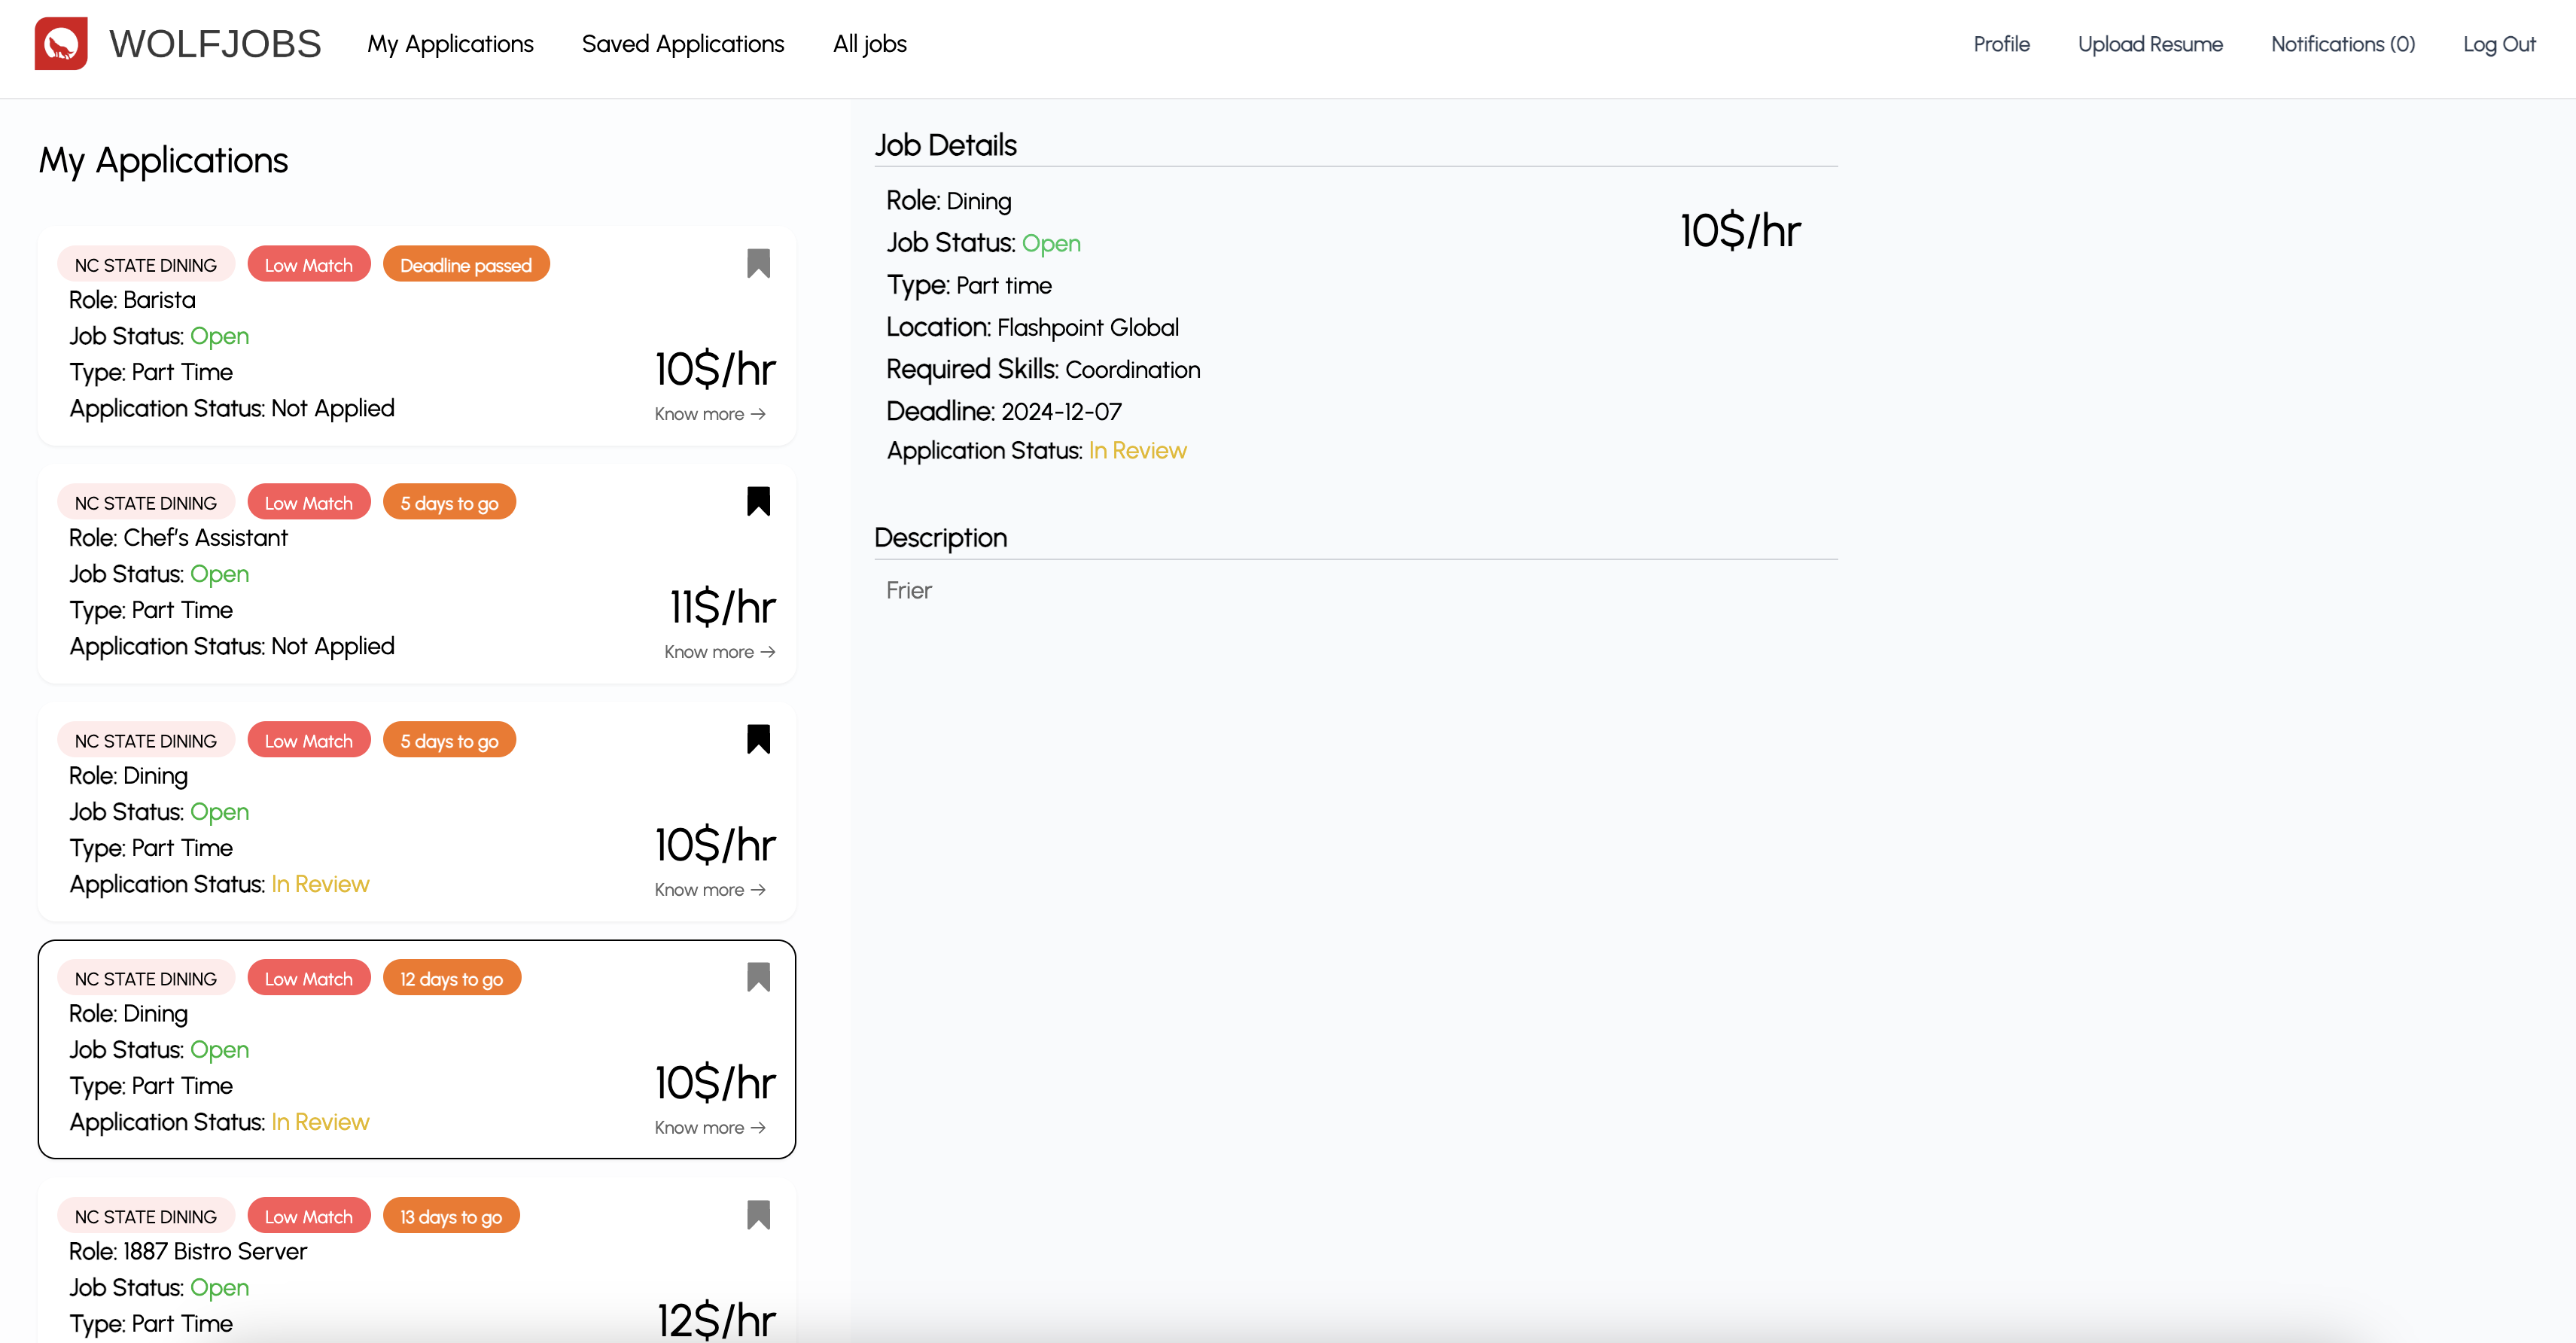 WOLFJOBS My Applications Saved Applications All jobs Profile Upload Resume Notifications (0) Log Out
My Applications
NC STATE DINING Low Match Deadline passed
Role: Barista
Job Status: Open
Type: Part Time
Application Status: Not Applied
10$/hr
Know more →
NC STATE DINING Low Match 5 days to go
Role: Chef's Assistant
Job Status: Open
Type: Part Time
Application Status: Not Applied
11$/hr
Know more →
NC STATE DINING Low Match 5 days to go
Role: Dining
Job Status: Open
Type: Part Time
Application Status: In Review
10$/hr
Know more →
NC STATE DINING Low Match 12 days to go
Role: Dining
Job Status: Open
Type: Part Time
Application Status: In Review
10$/hr
Know more →
NC STATE DINING Low Match 13 days to go
Role: 1887 Bistro Server
Job Status: Open
Type: Part Time
12$/hr
Job Details
Role: Dining
Job Status: Open
Type: Part time
Location: Flashpoint Global
Required Skills: Coordination
Deadline: 2024-12-07
Application Status: In Review
10$/hr
Description
Frier